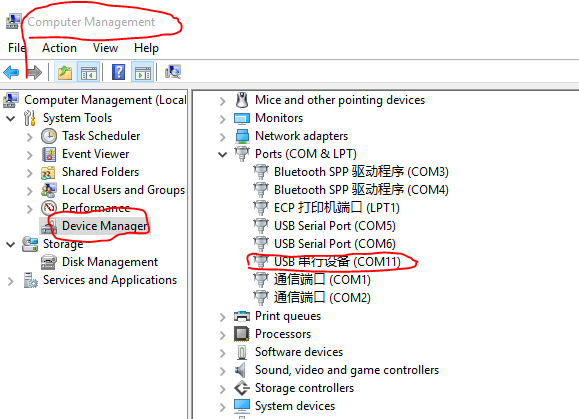 Computer Management
File Action View Help
Computer Management (Local
System Tools
Task Scheduler
Event Viewer
Shared Folders
Local Users and Groups
Performance
Device Manager
Storage
Disk Management
Services and Applications
Mice and other pointing devices
Monitors
Network adapters
Ports (COM & LPT)
Bluetooth SPP 驱动程序 (COM3)
Bluetooth SPP 驱动程序 (COM4)
ECP 打印机端口 (LPT1)
USB Serial Port (COM5)
USB Serial Port (COM6)
USB 串行设备 (COM11)
通信端口 (COM1)
通信端口 (COM2)
Print queues
Processors
Software devices
Sound, video and game controllers
Storage controllers
System devices